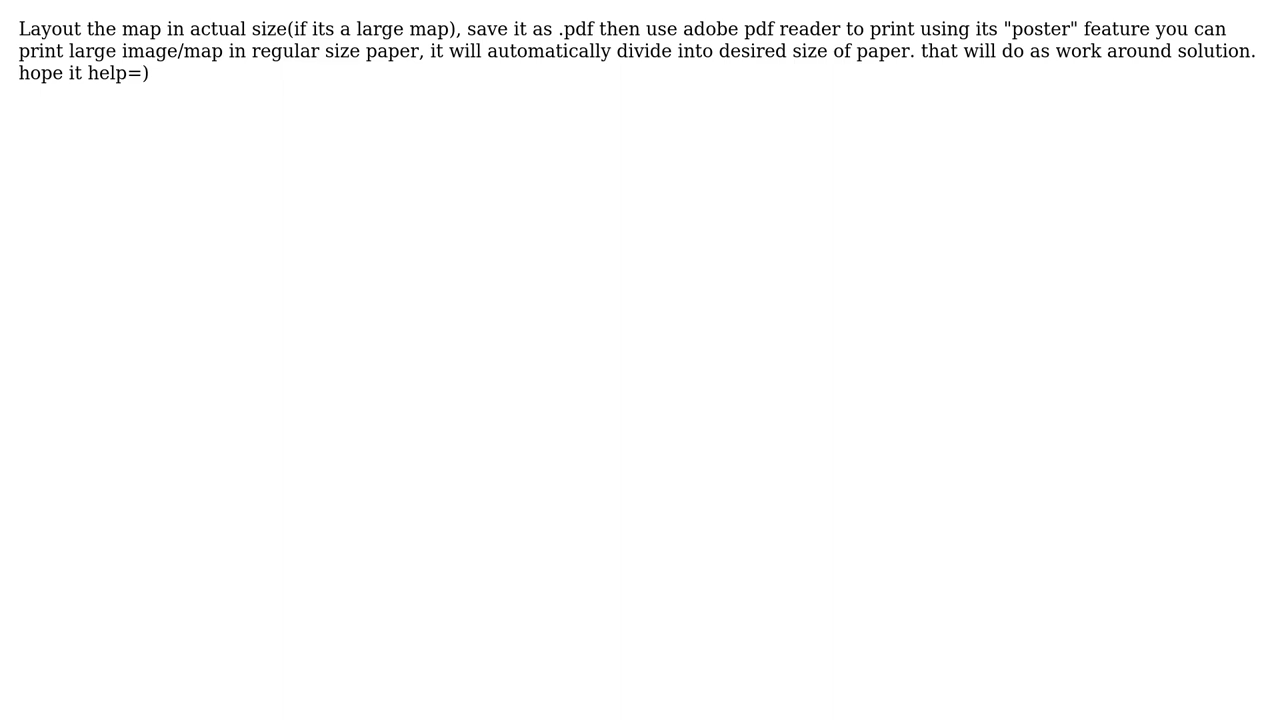 Layout the map in actual size(if its a large map), save it as .pdf then use adobe pdf reader to print using its "poster" feature you can
print large image/map in regular size paper, it will automatically divide into desired size of paper. that will do as work around solution.
hope it help=)